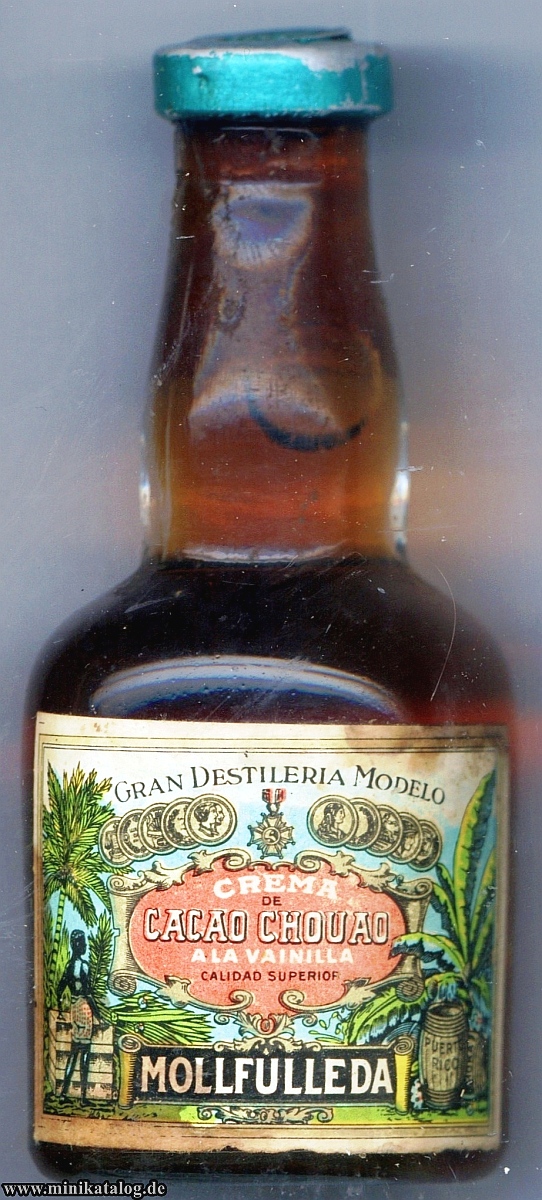 GRAN DESTILERIA MODELO
CREMA
DE
CACAO CHOUAO
A LA VAINILLA
CALIDAD SUPERIOR
MOLLFULLEDA
PUERTO
RICO
www.minikatalog.de